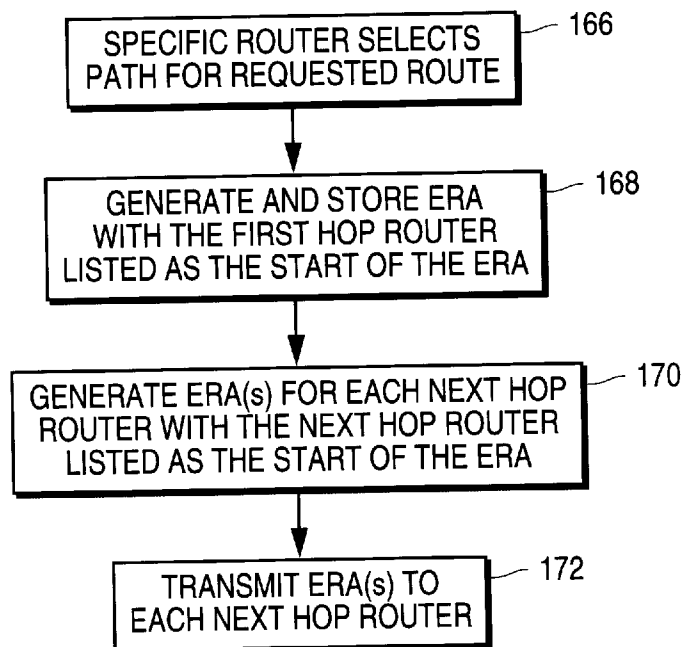 SPECIFIC ROUTER SELECTS
PATH FOR REQUESTED ROUTE
166
GENERATE AND STORE ERA
WITH THE FIRST HOP ROUTER
LISTED AS THE START OF THE ERA
168
GENERATE ERA(s) FOR EACH NEXT HOP
ROUTER WITH THE NEXT HOP ROUTER
LISTED AS THE START OF THE ERA
170
TRANSMIT ERA(s) TO
EACH NEXT HOP ROUTER
172